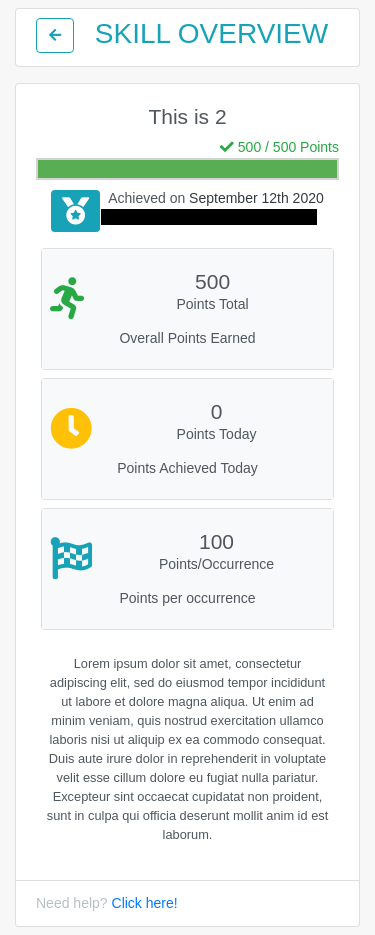 SKILL OVERVIEW
This is 2
500 / 500 Points
Achieved on September 12th 2020
500
Points Total
Overall Points Earned
0
Points Today
Points Achieved Today
100
Points/Occurrence
Points per occurrence
Lorem ipsum dolor sit amet, consectetur
adipiscing elit, sed do eiusmod tempor incididunt
ut labore et dolore magna aliqua. Ut enim ad
minim veniam, quis nostrud exercitation ullamco
laboris nisi ut aliquip ex ea commodo consequat.
Duis aute irure dolor in reprehenderit in voluptate
velit esse cillum dolore eu fugiat nulla pariatur.
Excepteur sint occaecat cupidatat non proident,
sunt in culpa qui officia deserunt mollit anim id est
laborum.
Need help? Click here!